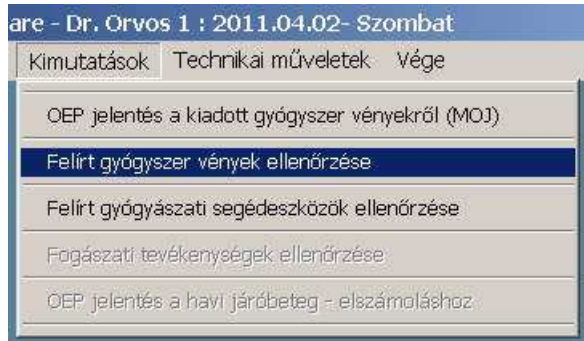 are - Dr. Orvos 1 : 2011.04.02- Szombat
Kimutatások Technikai műveletek Vége
OEP jelentés a kiadott gyógyszer vényekről (MOJ)
Felírt gyógyszer vények ellenőrzése
Felírt gyógyászati segédeszközök ellenőrzése
Fogászati tevékenységek ellenőrzése
OEP jelentés a havi járóbeteg - elszámoláshoz